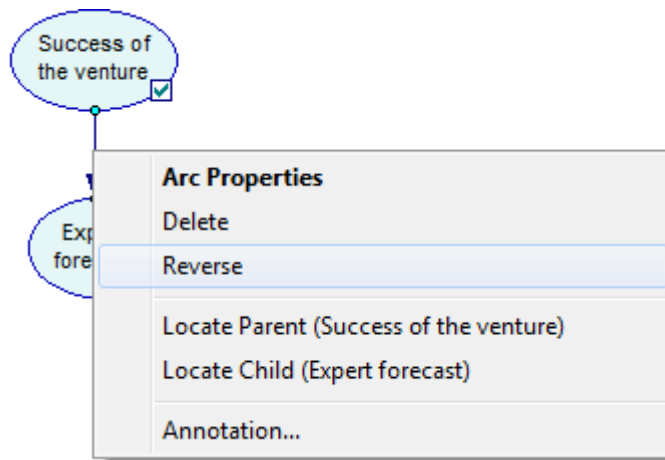 Success of
the venture
Arc Properties
Delete
Reverse
Locate Parent (Success of the venture)
Locate Child (Expert forecast)
Annotation...